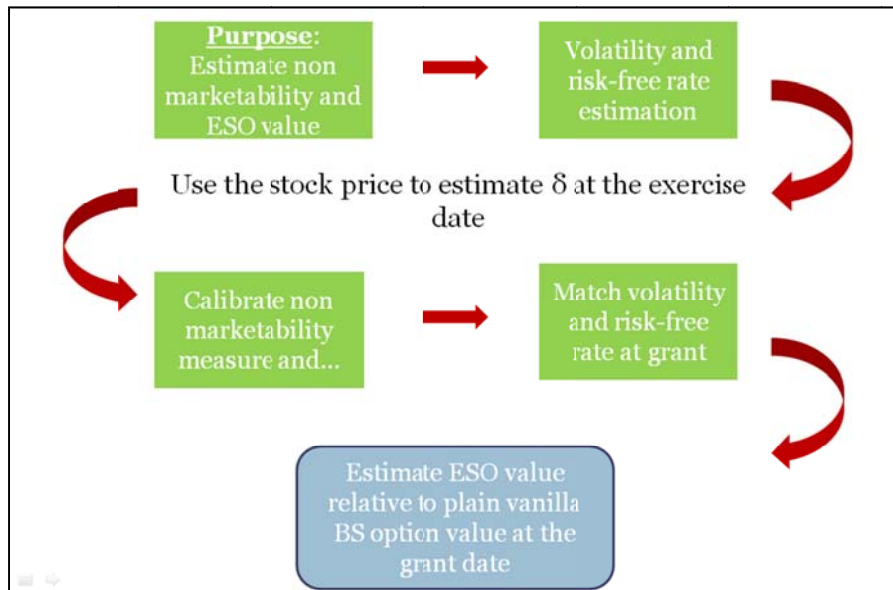 Purpose:
Estimate non
marketability and
ESO value
Volatility and
risk-free rate
estimation
Use the stock price to estimate δ at the exercise
date
Calibrate non
marketability
measure and...
Match volatility
and risk-free
rate at grant
Estimate ESO value
relative to plain vanilla
BS option value at the
grant date